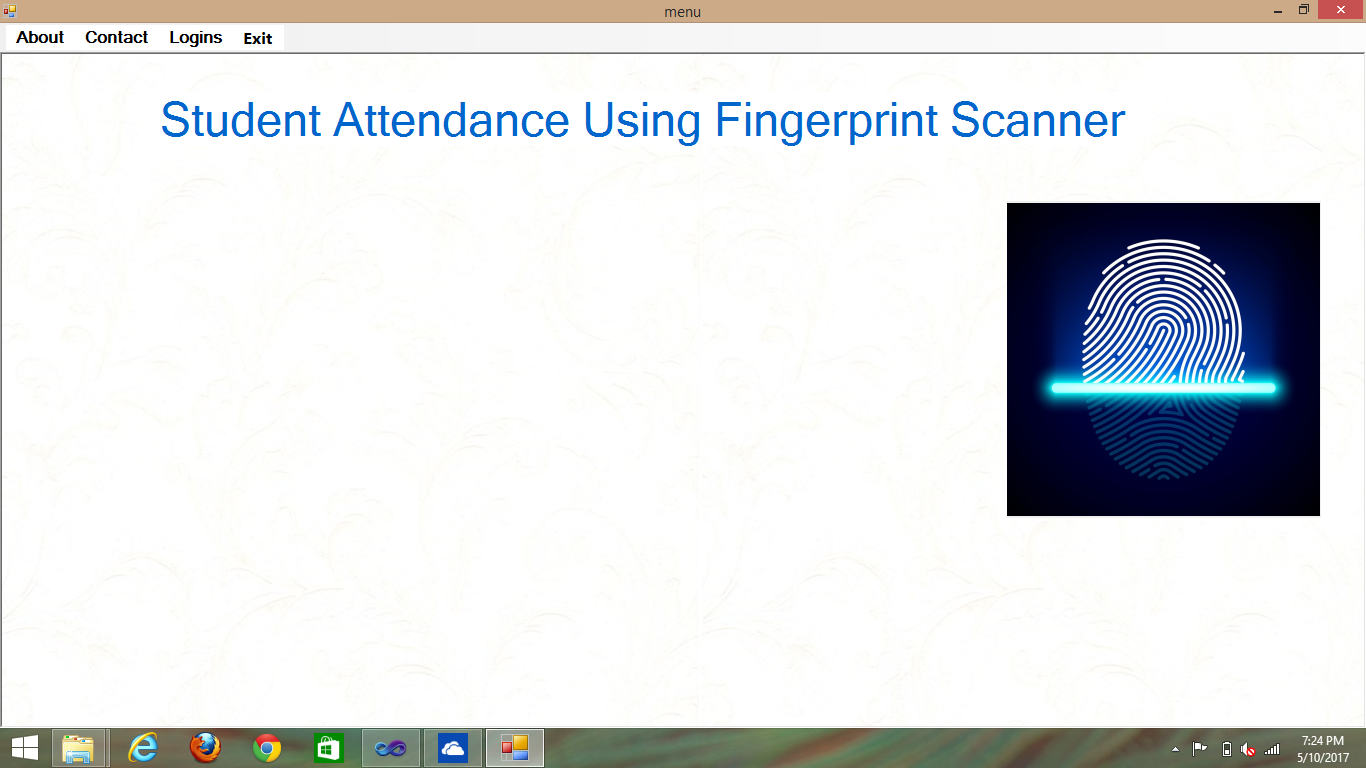 menu
About Contact Logins Exit
Student Attendance Using Fingerprint Scanner
7:24 PM
5/10/2017